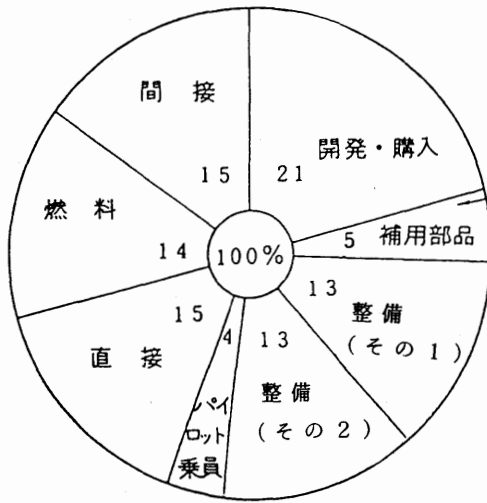 間接
15
開発・購入
21
補用部品
5
整備
(その1)
13
整備
(その2)
13
パイ
ロット
乗員
4
直接
15
燃料
14
100%